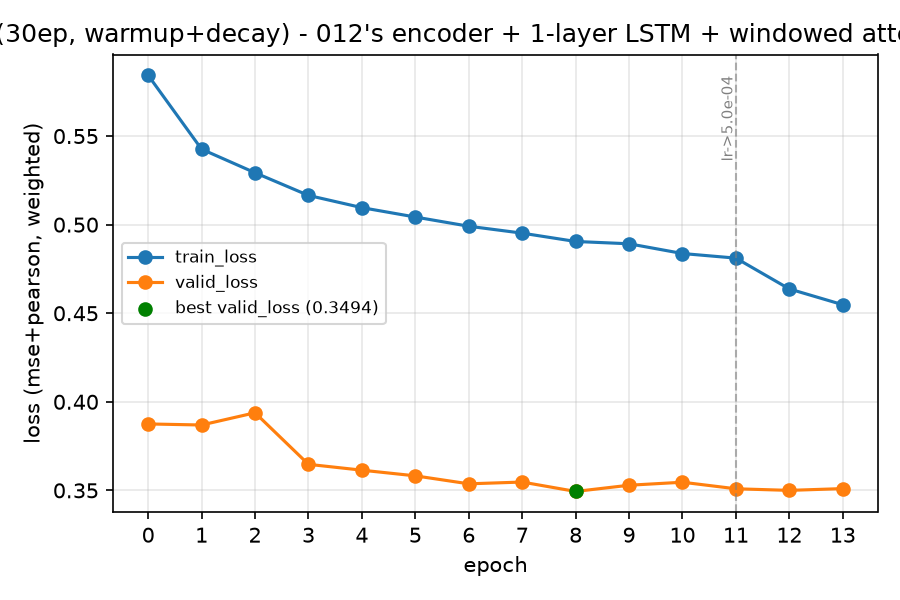 (30ep, warmup+decay) - 012's encoder + 1-layer LSTM + windowed
loss (mse+pearson, weighted)
0.55
0.50
0.45
0.40
0.35
lr->5.0e-04
train_loss
valid_loss
best valid_loss (0.3494)
0 1 2 3 4 5 6 7 8 9 10 11 12 13
epoch